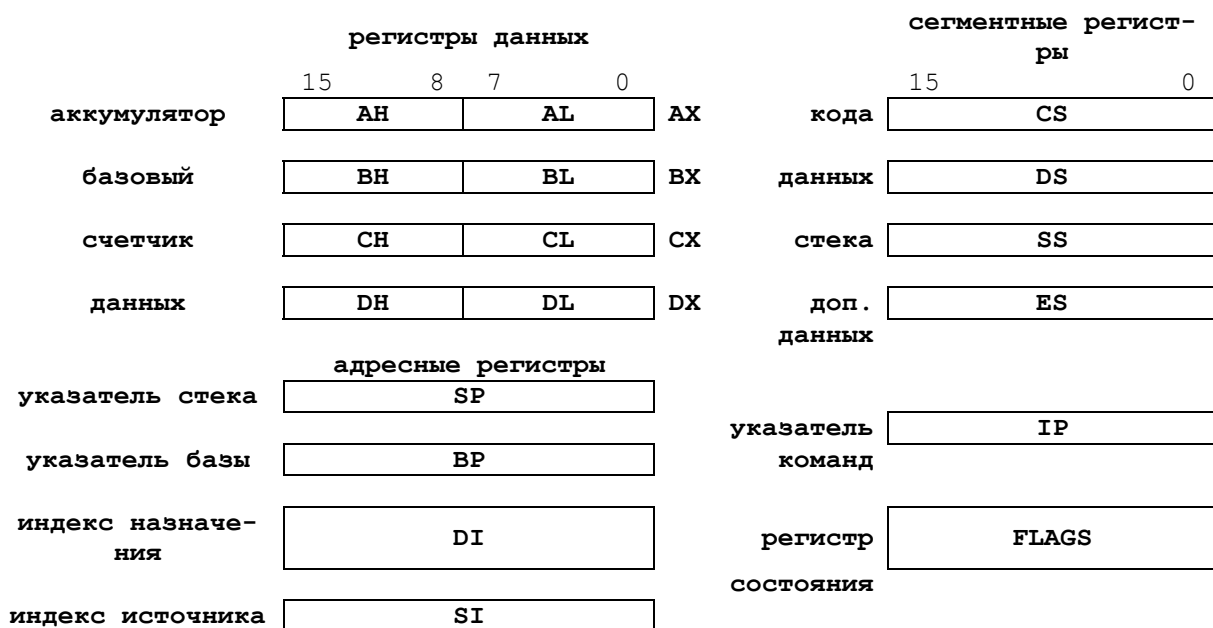 регистры данных
сегментные регист-
ры
15 8 7 0
15 0
аккумулятор AH AL AX
кода CS
базовый BH BL BX
данных DS
счетчик CH CL CX
стека SS
данных DH DL DX
доп. ES
данных
адресные регистры
указатель стека SP
указатель IP
команд
указатель базы BP
индекс назначе-
ния
DI
регистр FLAGS
состояния
индекс источника SI